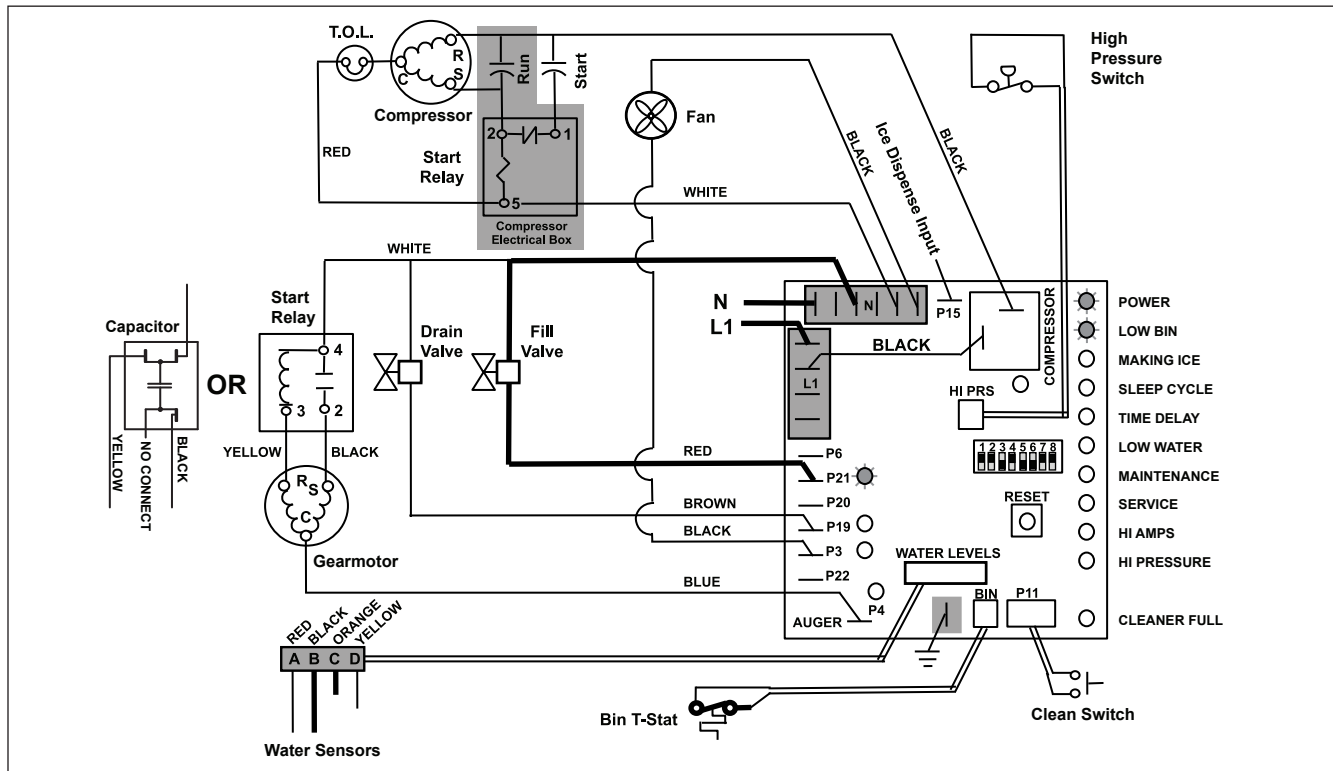 T.O.L.
R
S
C
Compressor
Run
Start
2
1
Start
Relay
5
Compressor
Electrical Box
RED
WHITE
Fan
BLACK
Ice Dispense Input
BLACK
High
Pressure
Switch
WHITE
Capacitor
YELLOW
NO CONNECT
BLACK
OR
Start
Relay
4
3
2
YELLOW
BLACK
R
S
C
Gearmotor
Drain
Valve
Fill
Valve
N
L1
N
P15
BLACK
L1
COMPRESSOR
HI PRS
1 2 3 4 5 6 7 8
RESET
RED
P6
P21
P20
BROWN
P19
BLACK
P3
P22
BLUE
P4
AUGER
WATER LEVELS
BIN
P11
POWER
LOW BIN
MAKING ICE
SLEEP CYCLE
TIME DELAY
LOW WATER
MAINTENANCE
SERVICE
HI AMPS
HI PRESSURE
CLEANER FULL
RED
BLACK
ORANGE
YELLOW
A B C D
Water Sensors
Bin T-Stat
Clean Switch